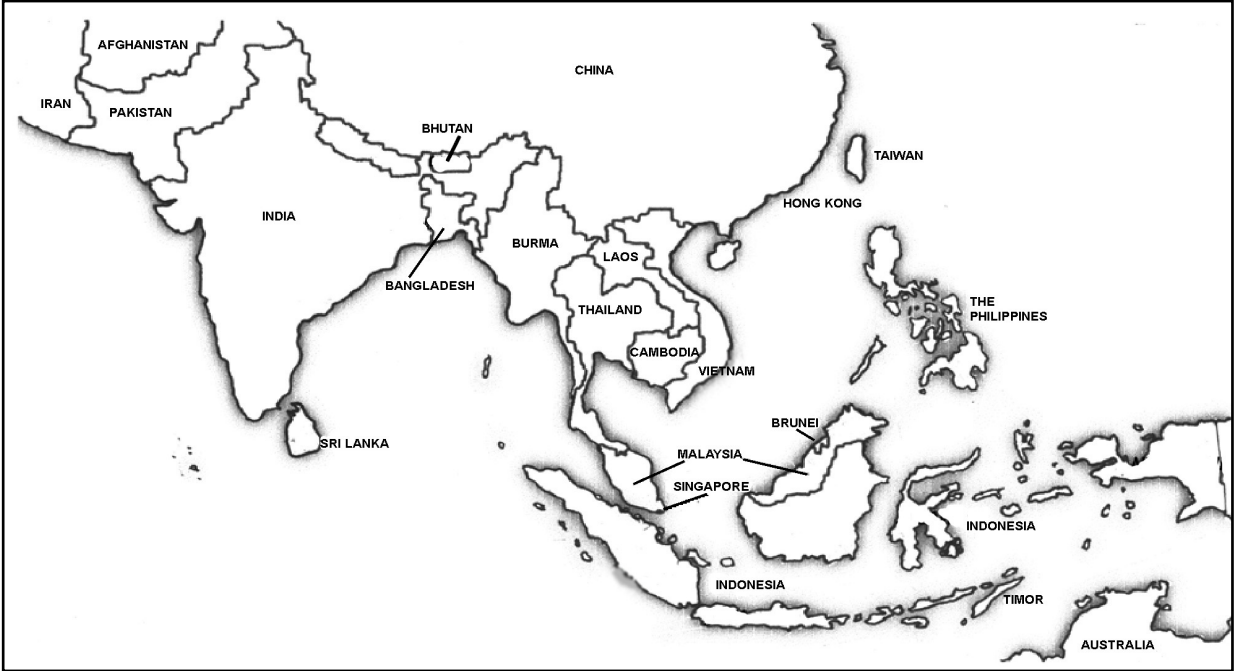 AFGHANISTAN
CHINA
IRAN
PAKISTAN
BHUTAN
TAIWAN
HONG KONG
INDIA
BURMA
LAOS
BANGLADESH
THE
PHILIPPINES
THAILAND
CAMBODIA
VIETNAM
BRUNEI
SRI LANKA
MALAYSIA
SINGAPORE
INDONESIA
INDONESIA
TIMOR
AUSTRALIA